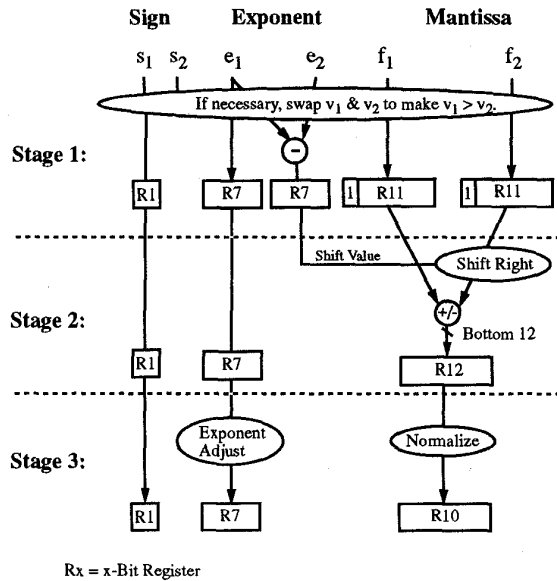 Sign Exponent Mantissa
s1 s2 e1 e2 f1 f2
If necessary, swap v1 & v2 to make v1 > v2.
Stage 1:
-
R1 R7 R7 1 R11 1 R11
Shift Value Shift Right
+/-
Stage 2:
Bottom 12
R1 R7 R12
Exponent
Adjust
Normalize
Stage 3:
R1 R7 R10
Rx = x-Bit Register